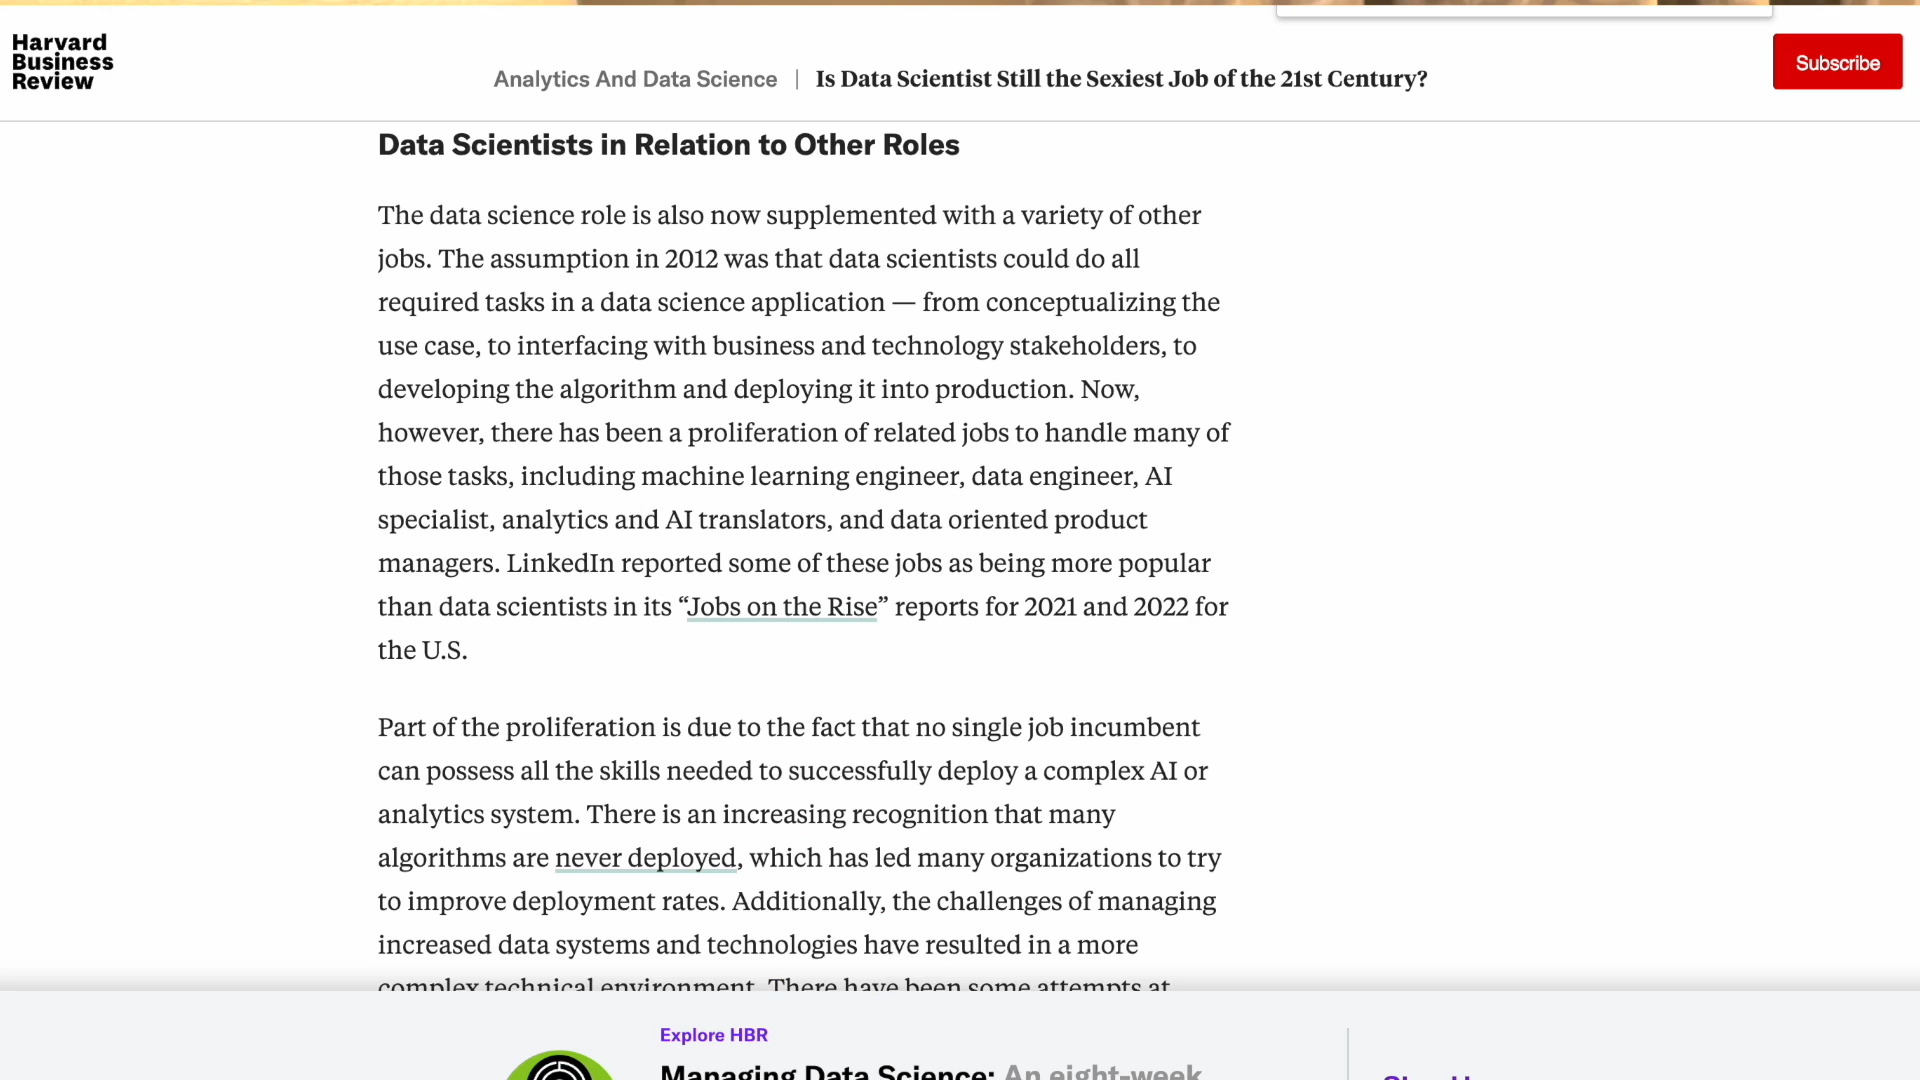 Harvard
Business
Review
Analytics And Data Science | Is Data Scientist Still the Sexiest Job of the 21st Century?
Subscribe
Data Scientists in Relation to Other Roles
The data science role is also now supplemented with a variety of other
jobs. The assumption in 2012 was that data scientists could do all
required tasks in a data science application — from conceptualizing the
use case, to interfacing with business and technology stakeholders, to
developing the algorithm and deploying it into production. Now,
however, there has been a proliferation of related jobs to handle many of
those tasks, including machine learning engineer, data engineer, AI
specialist, analytics and AI translators, and data oriented product
managers. LinkedIn reported some of these jobs as being more popular
than data scientists in its “Jobs on the Rise” reports for 2021 and 2022 for
the U.S.
Part of the proliferation is due to the fact that no single job incumbent
can possess all the skills needed to successfully deploy a complex AI or
analytics system. There is an increasing recognition that many
algorithms are never deployed, which has led many organizations to try
to improve deployment rates. Additionally, the challenges of managing
increased data systems and technologies have resulted in a more
complex technical environment. There have been some attempts at
Explore HBR
Managing Data Science: An eight-week